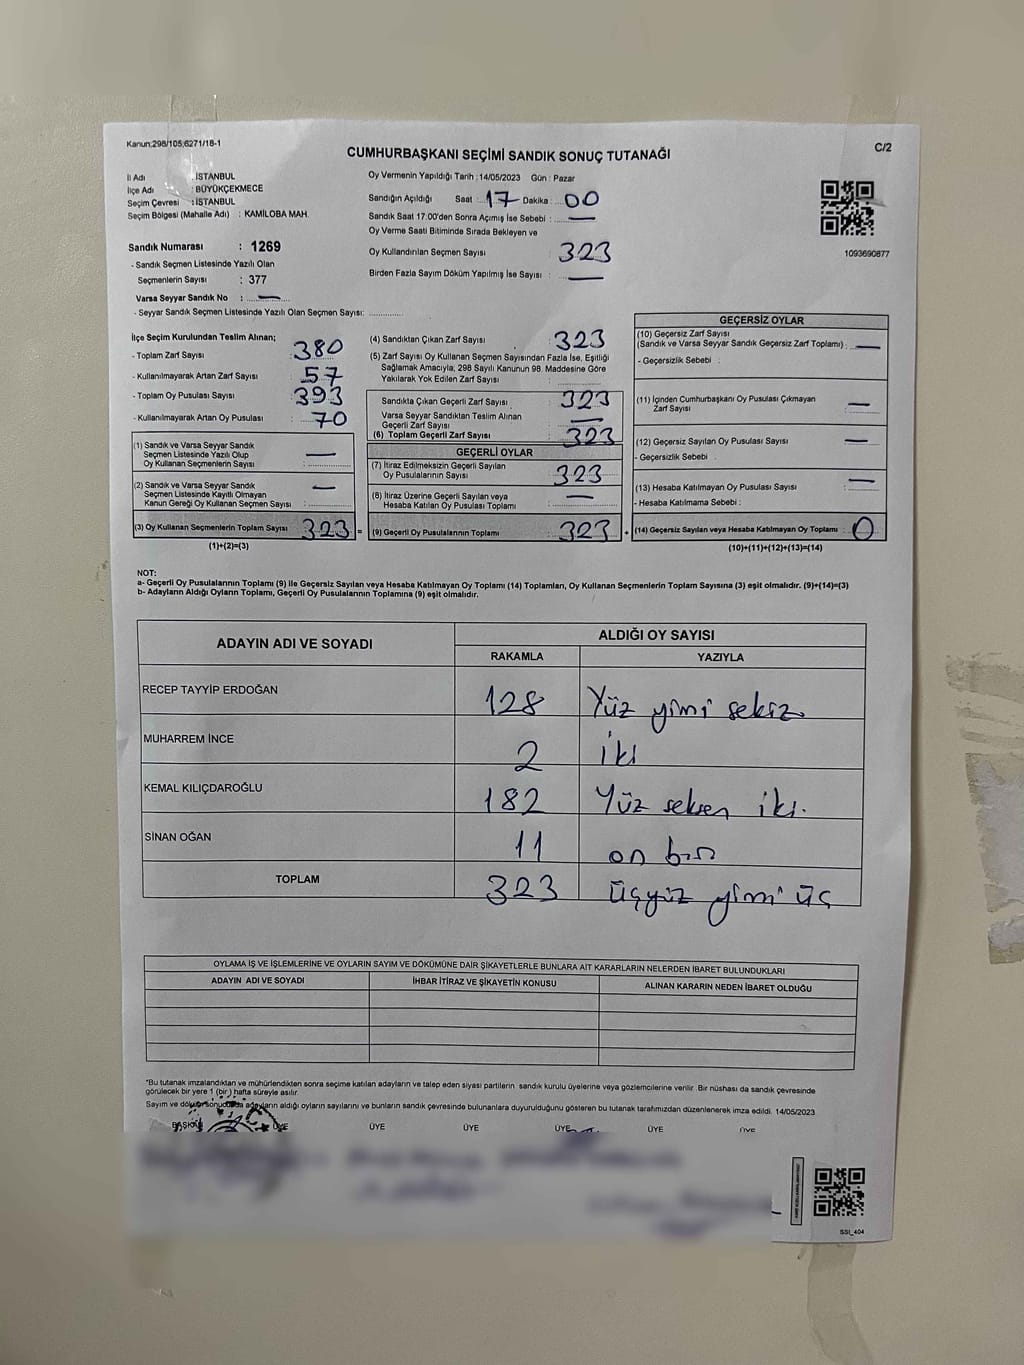 Kanun:298/105;6271/18-1
C/2
CUMHURBAŞKANI SEÇİMİ SANDIK SONUÇ TUTANAĞI
İl Adı : İSTANBUL
İlçe Adı : BÜYÜKÇEKMECE
Seçim Çevresi : İSTANBUL
Seçim Bölgesi (Mahalle Adı) : KAMİLOBA MAH.
Sandık Numarası : 1269
- Sandık Seçmen Listesinde Yazılı Olan
Seçmenlerin Sayısı : 377
Varsa Seyyar Sandık No : —
- Seyyar Sandık Seçmen Listesinde Yazılı Olan Seçmen Sayısı: ............
Oy Vermenin Yapıldığı Tarih : 14/05/2023 Gün : Pazar
Sandığın Açıldığı Saat : 17 Dakika : 00
Sandık Saat 17:00'den Sonra Açımış İse Sebebi : —
Oy Verme Saati Bitiminde Sırada Bekleyen ve
Oy Kullandırılan Seçmen Sayısı : 323
Birden Fazla Sayım Döküm Yapılmış İse Sayısı : —
1093690877
İlçe Seçim Kurulundan Teslim Alınan;
- Toplam Zarf Sayısı : 380
- Kullanılmayarak Artan Zarf Sayısı : 57
- Toplam Oy Pusulası Sayısı : 393
- Kullanılmayarak Artan Oy Pusulası : 70
(1) Sandık ve Varsa Seyyar Sandık
Seçmen Listesinde Yazılı Olup
Oy Kullanan Seçmenlerin Sayısı : —
(2) Sandık ve Varsa Seyyar Sandık
Seçmen Listesinde Kayıtlı Olmayan
Kanun Gereği Oy Kullanan Seçmen Sayısı : —
(3) Oy Kullanan Seçmenlerin Toplam Sayısı : 323 =
(1)+(2)=(3)
(4) Sandıktan Çıkan Zarf Sayısı : 323
(5) Zarf Sayısı Oy Kullanan Seçmen Sayısından Fazla İse, Eşitliği
Sağlamak Amacıyla, 298 Sayılı Kanunun 98. Maddesine Göre
Yakılarak Yok Edilen Zarf Sayısı :
Sandıkta Çıkan Geçerli Zarf Sayısı : 323
Varsa Seyyar Sandıktan Teslim Alınan
Geçerli Zarf Sayısı : —
(6) Toplam Geçerli Zarf Sayısı : 323
GEÇERLİ OYLAR
(7) İtiraz Edilmeksizin Geçerli Sayılan
Oy Pusulalarının Sayısı : 323
(8) İtiraz Üzerine Geçerli Sayılan veya
Hesaba Katılan Oy Pusulası Toplamı : —
(9) Geçerli Oy Pusulalarının Toplamı : 323 +
GEÇERSİZ OYLAR
(10) Geçersiz Zarf Sayısı
(Sandık ve Varsa Seyyar Sandık Geçersiz Zarf Toplamı) : —
- Geçersizlik Sebebi :
(11) İçinden Cumhurbaşkanı Oy Pusulası Çıkmayan
Zarf Sayısı : —
(12) Geçersiz Sayılan Oy Pusulası Sayısı : —
- Geçersizlik Sebebi :
(13) Hesaba Katılmayan Oy Pusulası Sayısı : —
- Hesaba Katılmama Sebebi :
(14) Geçersiz Sayılan veya Hesaba Katılmayan Oy Toplamı : 0
(10)+(11)+(12)+(13)=(14)
NOT:
a- Geçerli Oy Pusulalarının Toplamı (9) ile Geçersiz Sayılan veya Hesaba Katılmayan Oy Toplamı (14) Toplamları, Oy Kullanan Seçmenlerin Toplam Sayısına (3) eşit olmalıdır. (9)+(14)=(3)
b- Adayların Aldığı Oyların Toplamı, Geçerli Oy Pusulalarının Toplamına (9) eşit olmalıdır.
ADAYIN ADI VE SOYADI
ALDIĞI OY SAYISI
RAKAMLA YAZIYLA
RECEP TAYYİP ERDOĞAN 128 Yüz yimi sekiz
MUHARREM İNCE 2 iki
KEMAL KILIÇDAROĞLU 182 Yüz seksen iki.
SİNAN OĞAN 11 on bir
TOPLAM 323 üçyüz yimi üç
OYLAMA İŞ VE İŞLEMLERİNE VE OYLARIN SAYIM VE DÖKÜMÜNE DAİR ŞİKAYETLERLE BUNLARA AİT KARARLARIN NELERDEN İBARET BULUNDUKLARI
ADAYIN ADI VE SOYADI İHBAR İTİRAZ VE ŞİKAYETİN KONUSU ALINAN KARARIN NEDEN İBARET OLDUĞU
*Bu tutanak imzalandıktan ve mühürlendikten sonra seçime katılan adayların ve talep eden siyasi partilerin sandık kurulu üyelerine veya gözlemcilerine verilir. Bir nüshası da sandık çevresinde
görülecek bir yere 1 (bir) hafta süreyle asılır.
Sayım ve döküm sonucunda adayların aldığı oyların sayılarını ve bunların sandık çevresinde bulunanlara duyurulduğunu gösteren bu tutanak tarafımızdan düzenlenerek imza edildi. 14/05/2023
BAŞKAN ÜYE ÜYE ÜYE ÜYE ÜYE ÜYE
SSI_404